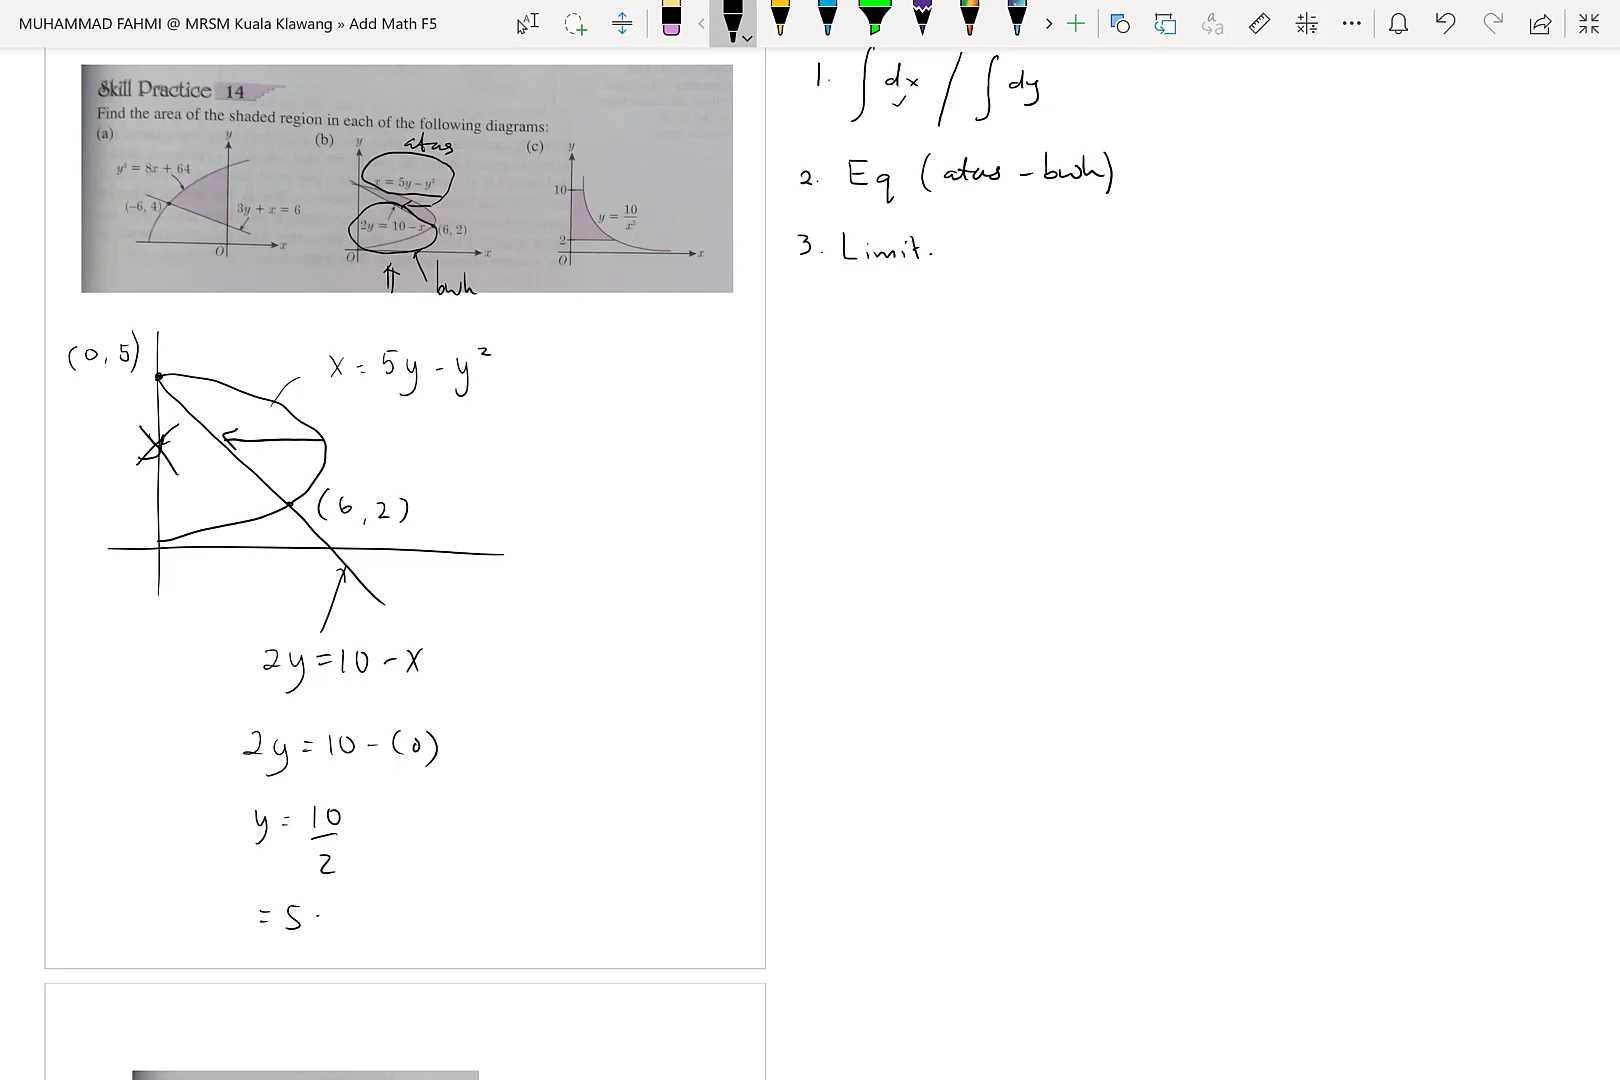 MUHAMMAD FAHMI @ MRSM Kuala Klawang » Add Math F5
Skill Practice 14
Find the area of the shaded region in each of the following diagrams:
(a)
y
y² = 8x + 64
(-6, 4)
3y + x = 6
O
x
(b)
y
atas
x = 5y - y²
2y = 10 - x
(6, 2)
O
x
bwh
(c)
y
10
y = 10/x²
2
O
x
(0, 5)
x = 5y - y²
(6, 2)
2y = 10 - x
2y = 10 - (0)
y = 10/2
= 5.
1. ∫ dx / ∫ dy
2. Eq (atas - bwh)
3. Limit.